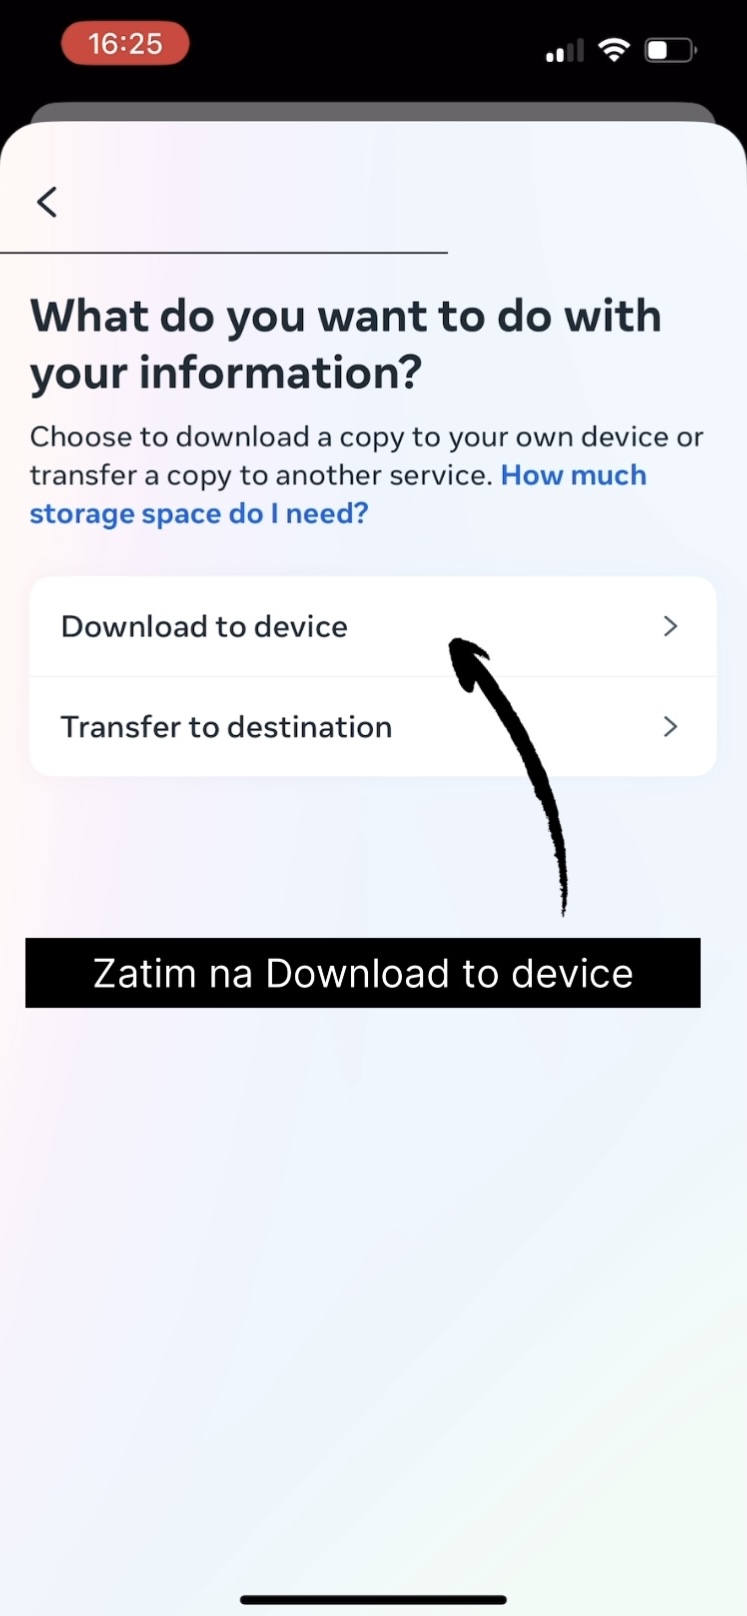 16:25
What do you want to do with
your information?
Choose to download a copy to your own device or
transfer a copy to another service. How much
storage space do I need?
Download to device
Transfer to destination
Zatim na Download to device